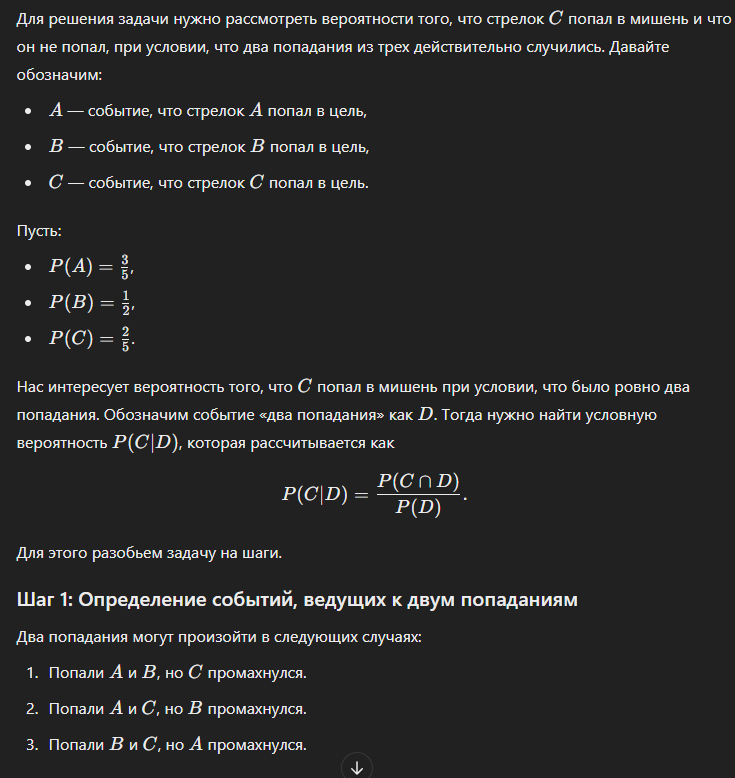 Для решения задачи нужно рассмотреть вероятности того, что стрелок C попал в мишень и что
он не попал, при условии, что два попадания из трех действительно случились. Давайте
обозначим:
• A — событие, что стрелок A попал в цель,
• B — событие, что стрелок B попал в цель,
• C — событие, что стрелок C попал в цель.
Пусть:
• P(A) = 3/5,
• P(B) = 1/2,
• P(C) = 2/5.
Нас интересует вероятность того, что C попал в мишень при условии, что было ровно два
попадания. Обозначим событие «два попадания» как D. Тогда нужно найти условную
вероятность P(C|D), которая рассчитывается как
P(C|D) = P(C ∩ D)/P(D).
Для этого разобьем задачу на шаги.
Шаг 1: Определение событий, ведущих к двум попаданиям
Два попадания могут произойти в следующих случаях:
1. Попали A и B, но C промахнулся.
2. Попали A и C, но B промахнулся.
3. Попали B и C, но A промахнулся.